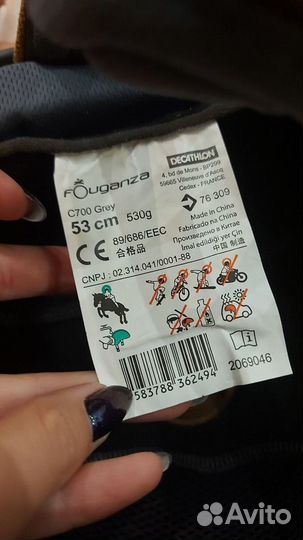 Fouganza
C700 Grey
53 cm 530g
CE 89/686/EEC
合格品
CNPJ : 02.314.041/0001-88
DECATHLON
4, bd de Mons - BP299
59665 Villeneuve d'Ascq
Cedex - FRANCE
76 309
Made in China
Fabricado na China
Произведено в Китае
İmal edildiği yer Çin
中国制造
583788 362494
i
2069046
Avito